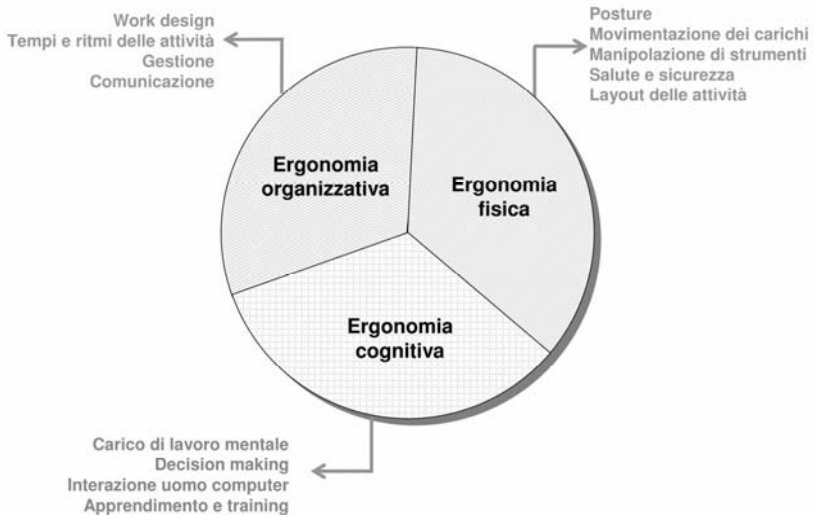 Work design
Tempi e ritmi delle attività
Gestione
Comunicazione
Posture
Movimentazione dei carichi
Manipolazione di strumenti
Salute e sicurezza
Layout delle attività
Ergonomia
organizzativa
Ergonomia
fisica
Ergonomia
cognitiva
Carico di lavoro mentale
Decision making
Interazione uomo computer
Apprendimento e training